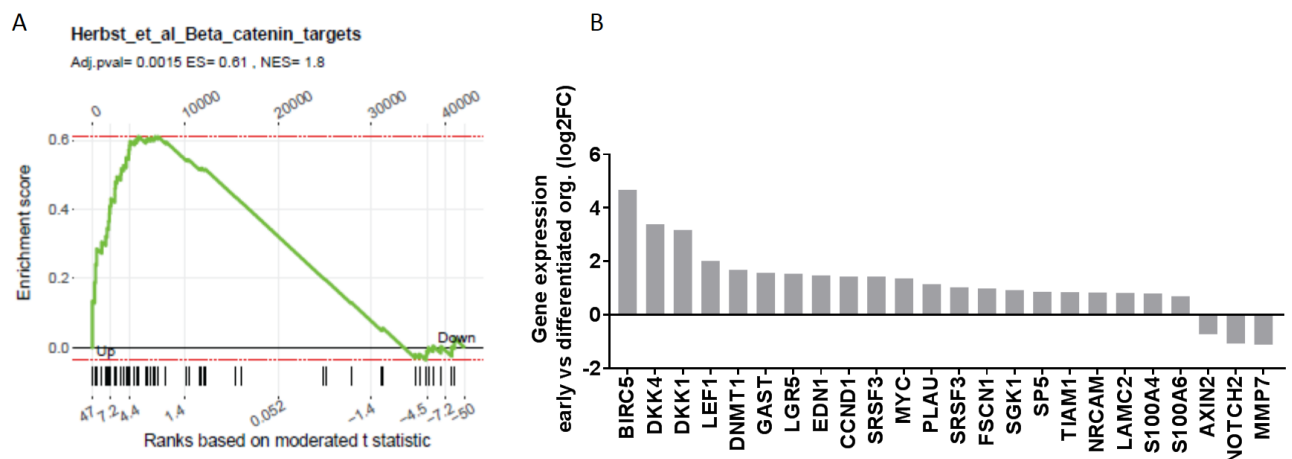 A
Herbst_et_al_Beta_catenin_targets
Adj.pval= 0.0015 ES= 0.61 , NES= 1.8
0 10000 20000 30000 40000
Enrichment score
0.6
0.4
0.2
0.0
Up
Down
47 7.2 4.4 1.4 0.052 −1.4 −4.5 −7.2 −50
Ranks based on moderated t statistic
B
Gene expression
early vs differentiated org. (log2FC)
6
4
2
0
-2
BIRC5
DKK4
DKK1
LEF1
DNMT1
GAST
LGR5
EDN1
CCND1
SRSF3
MYC
PLAU
SRSF3
FSCN1
SGK1
SP5
TIAM1
NRCAM
LAMC2
S100A4
S100A6
AXIN2
NOTCH2
MMP7